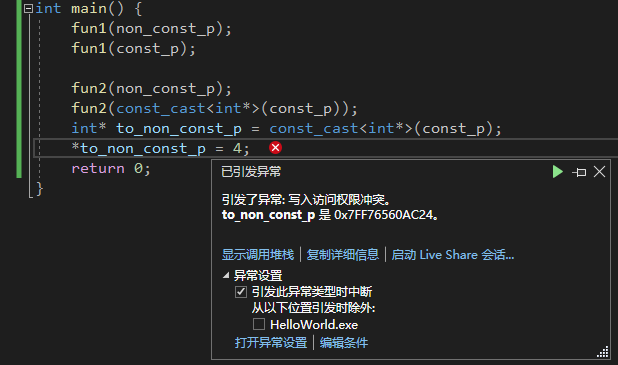 int main() {
fun1(non_const_p);
fun1(const_p);
fun2(non_const_p);
fun2(const_cast<int*>(const_p));
int* to_non_const_p = const_cast<int*>(const_p);
*to_non_const_p = 4;
return 0;
}
已引发异常
引发了异常: 写入访问权限冲突。
to_non_const_p 是 0x7FF76560AC24。
显示调用堆栈 | 复制详细信息 | 启动 Live Share 会话...
异常设置
引发此异常类型时中断
从以下位置引发时除外:
HelloWorld.exe
打开异常设置 | 编辑条件